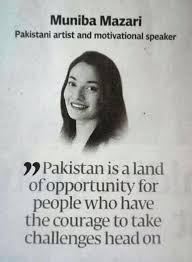 Muniba Mazari
Pakistani artist and motivational speaker
❞ Pakistan is a land
of opportunity for
people who have
the courage to take
challenges head on